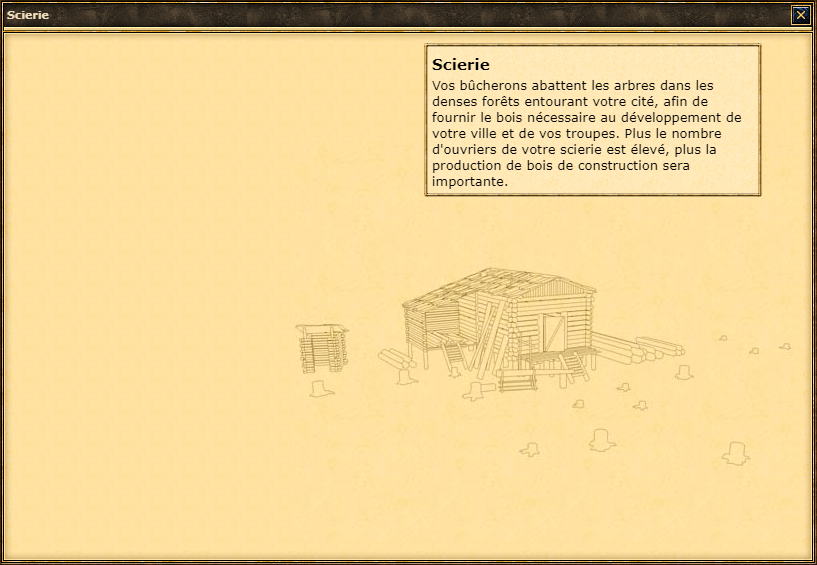 Scierie
Scierie
Vos bûcherons abattent les arbres dans les
denses forêts entourant votre cité, afin de
fournir le bois nécessaire au développement de
votre ville et de vos troupes. Plus le nombre
d'ouvriers de votre scierie est élevé, plus la
production de bois de construction sera
importante.